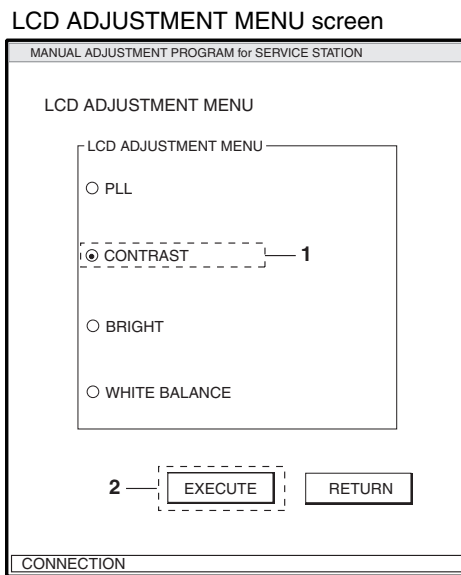 LCD ADJUSTMENT MENU screen
MANUAL ADJUSTMENT PROGRAM for SERVICE STATION
LCD ADJUSTMENT MENU
LCD ADJUSTMENT MENU
PLL
CONTRAST 1
BRIGHT
WHITE BALANCE
2 EXECUTE RETURN
CONNECTION